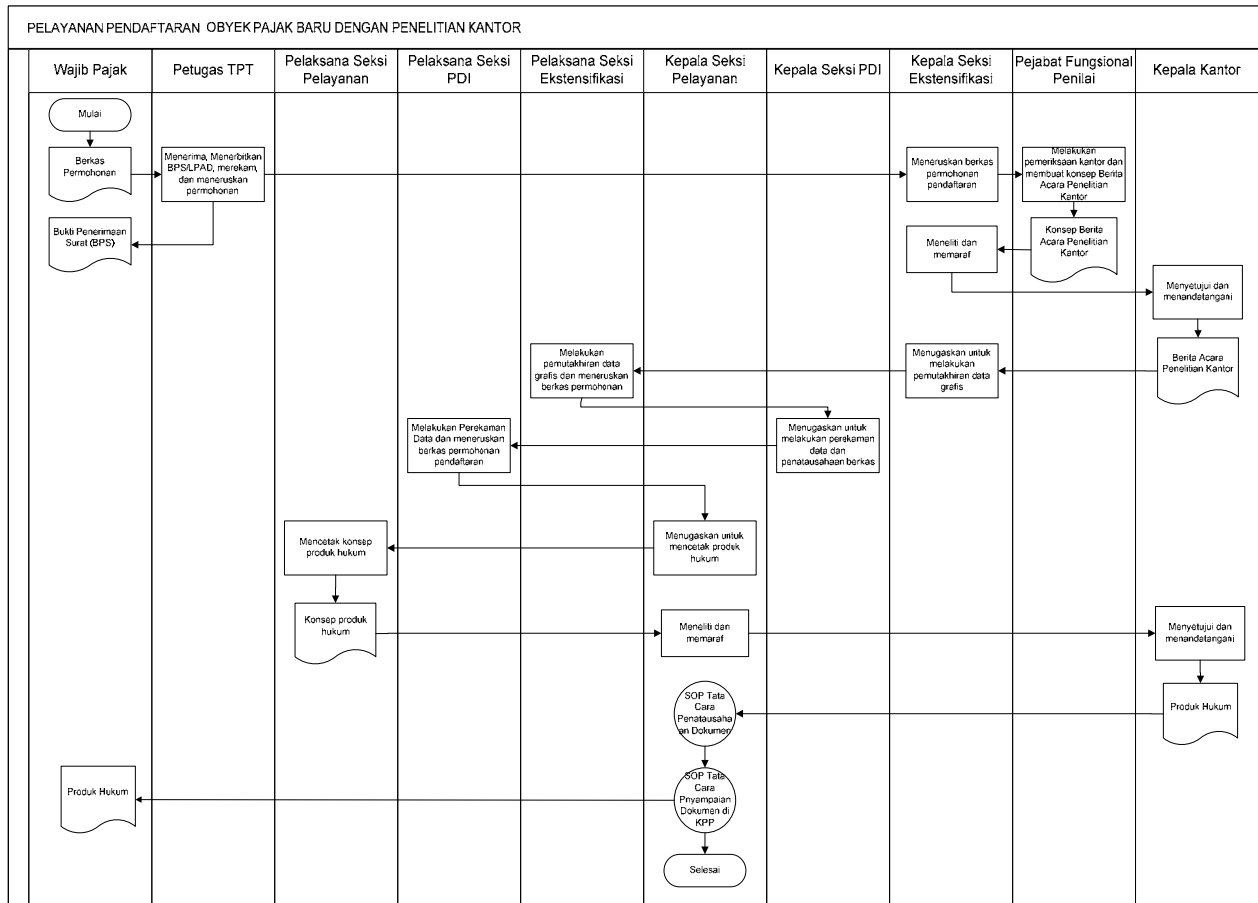 PELAYANAN PENDAFTARAN OBYEK PAJAK BARU DENGAN PENELITIAN KANTOR
Wajib Pajak
Petugas TPT
Pelaksana Seksi
Pelayanan
Pelaksana Seksi
PDI
Pelaksana Seksi
Ekstensifikasi
Kepala Seksi
Pelayanan
Kepala Seksi PDI
Kepala Seksi
Ekstensifikasi
Pejabat Fungsional
Penilai
Kepala Kantor
Mulai
Berkas
Permohonan
Menerima, Menerbitkan
BPS/LPAD, merekam,
dan meneruskan
permohonan
Meneruskan berkas
permohonan
pendaftaran
Melakukan
pemeriksaan kantor dan
membuat konsep Berita
Acara Penelitian
Kantor
Bukti Penerimaan
Surat (BPS)
Konsep Berita
Acara Penelitian
Kantor
Meneliti dan
memaraf
Menyetujui dan
menandatangani
Berita Acara
Penelitian Kantor
Menugaskan untuk
melakukan
pemutakhiran data
grafis
Melakukan
pemutakhiran data
grafis dan meneruskan
berkas permohonan
Menugaskan untuk
melakukan perekaman
data dan
penatausahaan berkas
Melakukan Perekaman
Data dan meneruskan
berkas permohonan
pendaftaran
Menugaskan untuk
mencetak produk
hukum
Mencetak konsep
produk hukum
Konsep produk
hukum
Meneliti dan
memaraf
Menyetujui dan
menandatangani
Produk Hukum
SOP Tata
Cara
Penatausaha
an Dokumen
SOP Tata
Cara
Pnyampaian
Dokumen di
KPP
Produk Hukum
Selesai